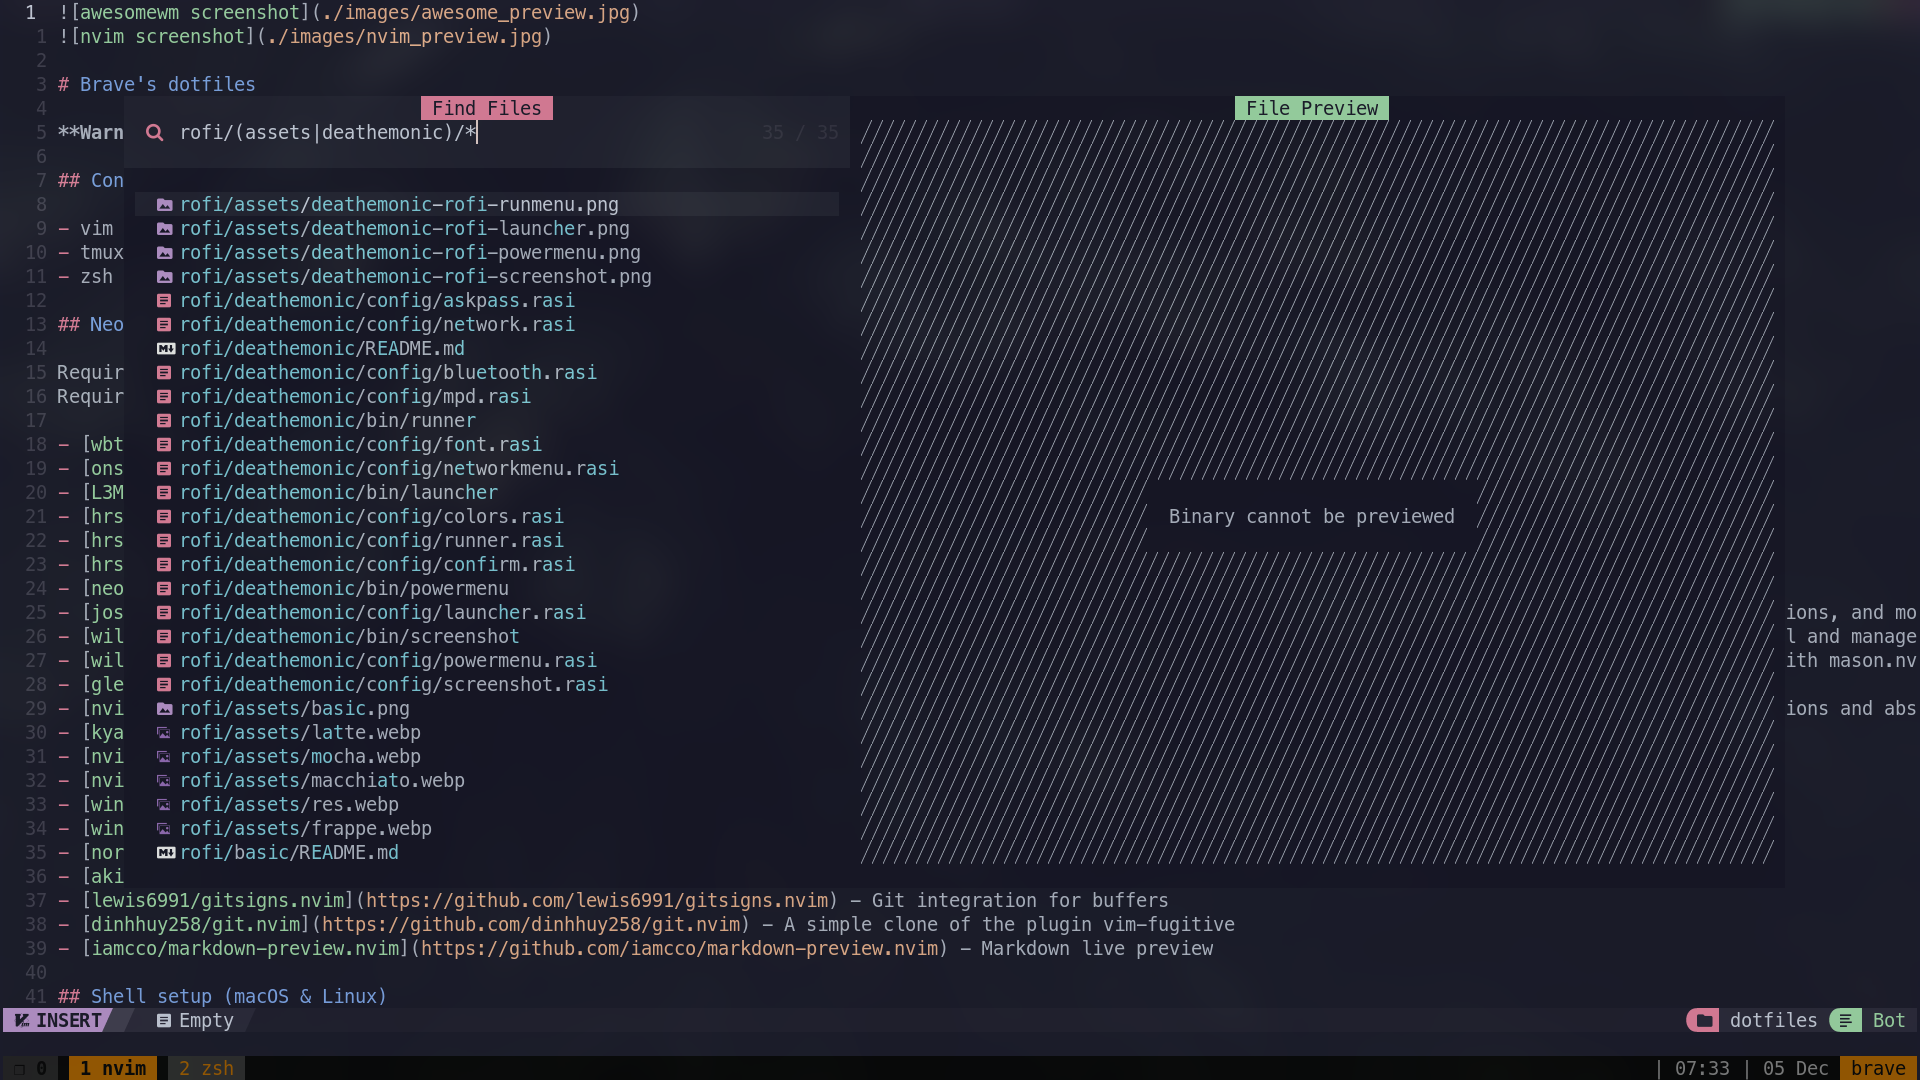 1 ![awesomewm screenshot](./images/awesome_preview.jpg)
1 ![nvim screenshot](./images/nvim_preview.jpg)
2
3 # Brave's dotfiles
4
Find Files
File Preview
5 **Warn
rofi/(assets|deathemonic)/*
35 / 35
6
7 ## Con
8
rofi/assets/deathemonic-rofi-runmenu.png
9 - vim
rofi/assets/deathemonic-rofi-launcher.png
10 - tmux
rofi/assets/deathemonic-rofi-powermenu.png
11 - zsh
rofi/assets/deathemonic-rofi-screenshot.png
12
rofi/deathemonic/config/askpass.rasi
13 ## Neo
rofi/deathemonic/config/network.rasi
14
rofi/deathemonic/README.md
15 Requir
rofi/deathemonic/config/bluetooth.rasi
16 Requir
rofi/deathemonic/config/mpd.rasi
17
rofi/deathemonic/bin/runner
18 - [wbt
rofi/deathemonic/config/font.rasi
19 - [ons
rofi/deathemonic/config/networkmenu.rasi
20 - [L3M
rofi/deathemonic/bin/launcher
Binary cannot be previewed
21 - [hrs
rofi/deathemonic/config/colors.rasi
22 - [hrs
rofi/deathemonic/config/runner.rasi
23 - [hrs
rofi/deathemonic/config/confirm.rasi
24 - [neo
rofi/deathemonic/bin/powermenu
25 - [jos
rofi/deathemonic/config/launcher.rasi
ions, and mo
26 - [wil
rofi/deathemonic/bin/screenshot
l and manage
27 - [wil
rofi/deathemonic/config/powermenu.rasi
ith mason.nv
28 - [gle
rofi/deathemonic/config/screenshot.rasi
29 - [nvi
rofi/assets/basic.png
ions and abs
30 - [kya
rofi/assets/latte.webp
31 - [nvi
rofi/assets/mocha.webp
32 - [nvi
rofi/assets/macchiato.webp
33 - [win
rofi/assets/res.webp
34 - [win
rofi/assets/frappe.webp
35 - [nor
rofi/basic/README.md
36 - [aki
37 - [lewis6991/gitsigns.nvim](https://github.com/lewis6991/gitsigns.nvim) - Git integration for buffers
38 - [dinhhuy258/git.nvim](https://github.com/dinhhuy258/git.nvim) - A simple clone of the plugin vim-fugitive
39 - [iamcco/markdown-preview.nvim](https://github.com/iamcco/markdown-preview.nvim) - Markdown live preview
40
41 ## Shell setup (macOS & Linux)
INSERT Empty dotfiles Bot
0 1 nvim 2 zsh | 07:33 | 05 Dec brave